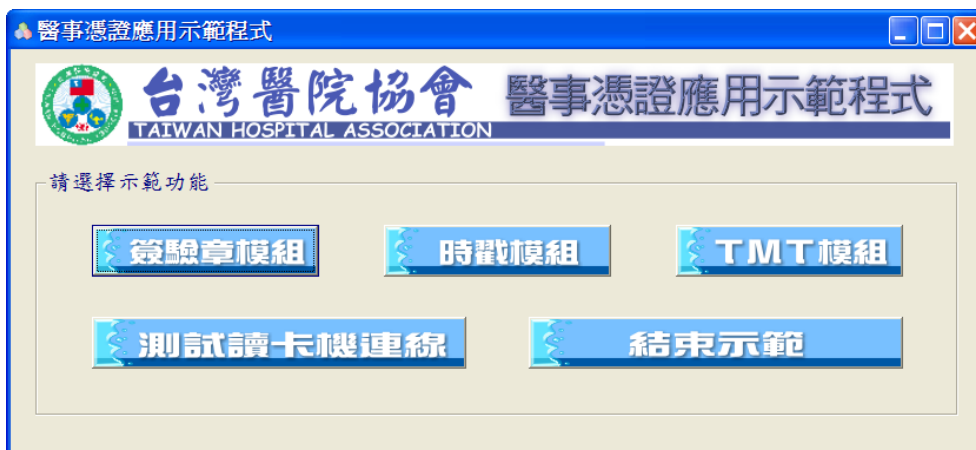 醫事憑證應用示範程式
台灣醫院協會 醫事憑證應用示範程式
TAIWAN HOSPITAL ASSOCIATION
請選擇示範功能
簽驗章模組 時戳模組 TMT模組
測試讀卡機連線 結束示範